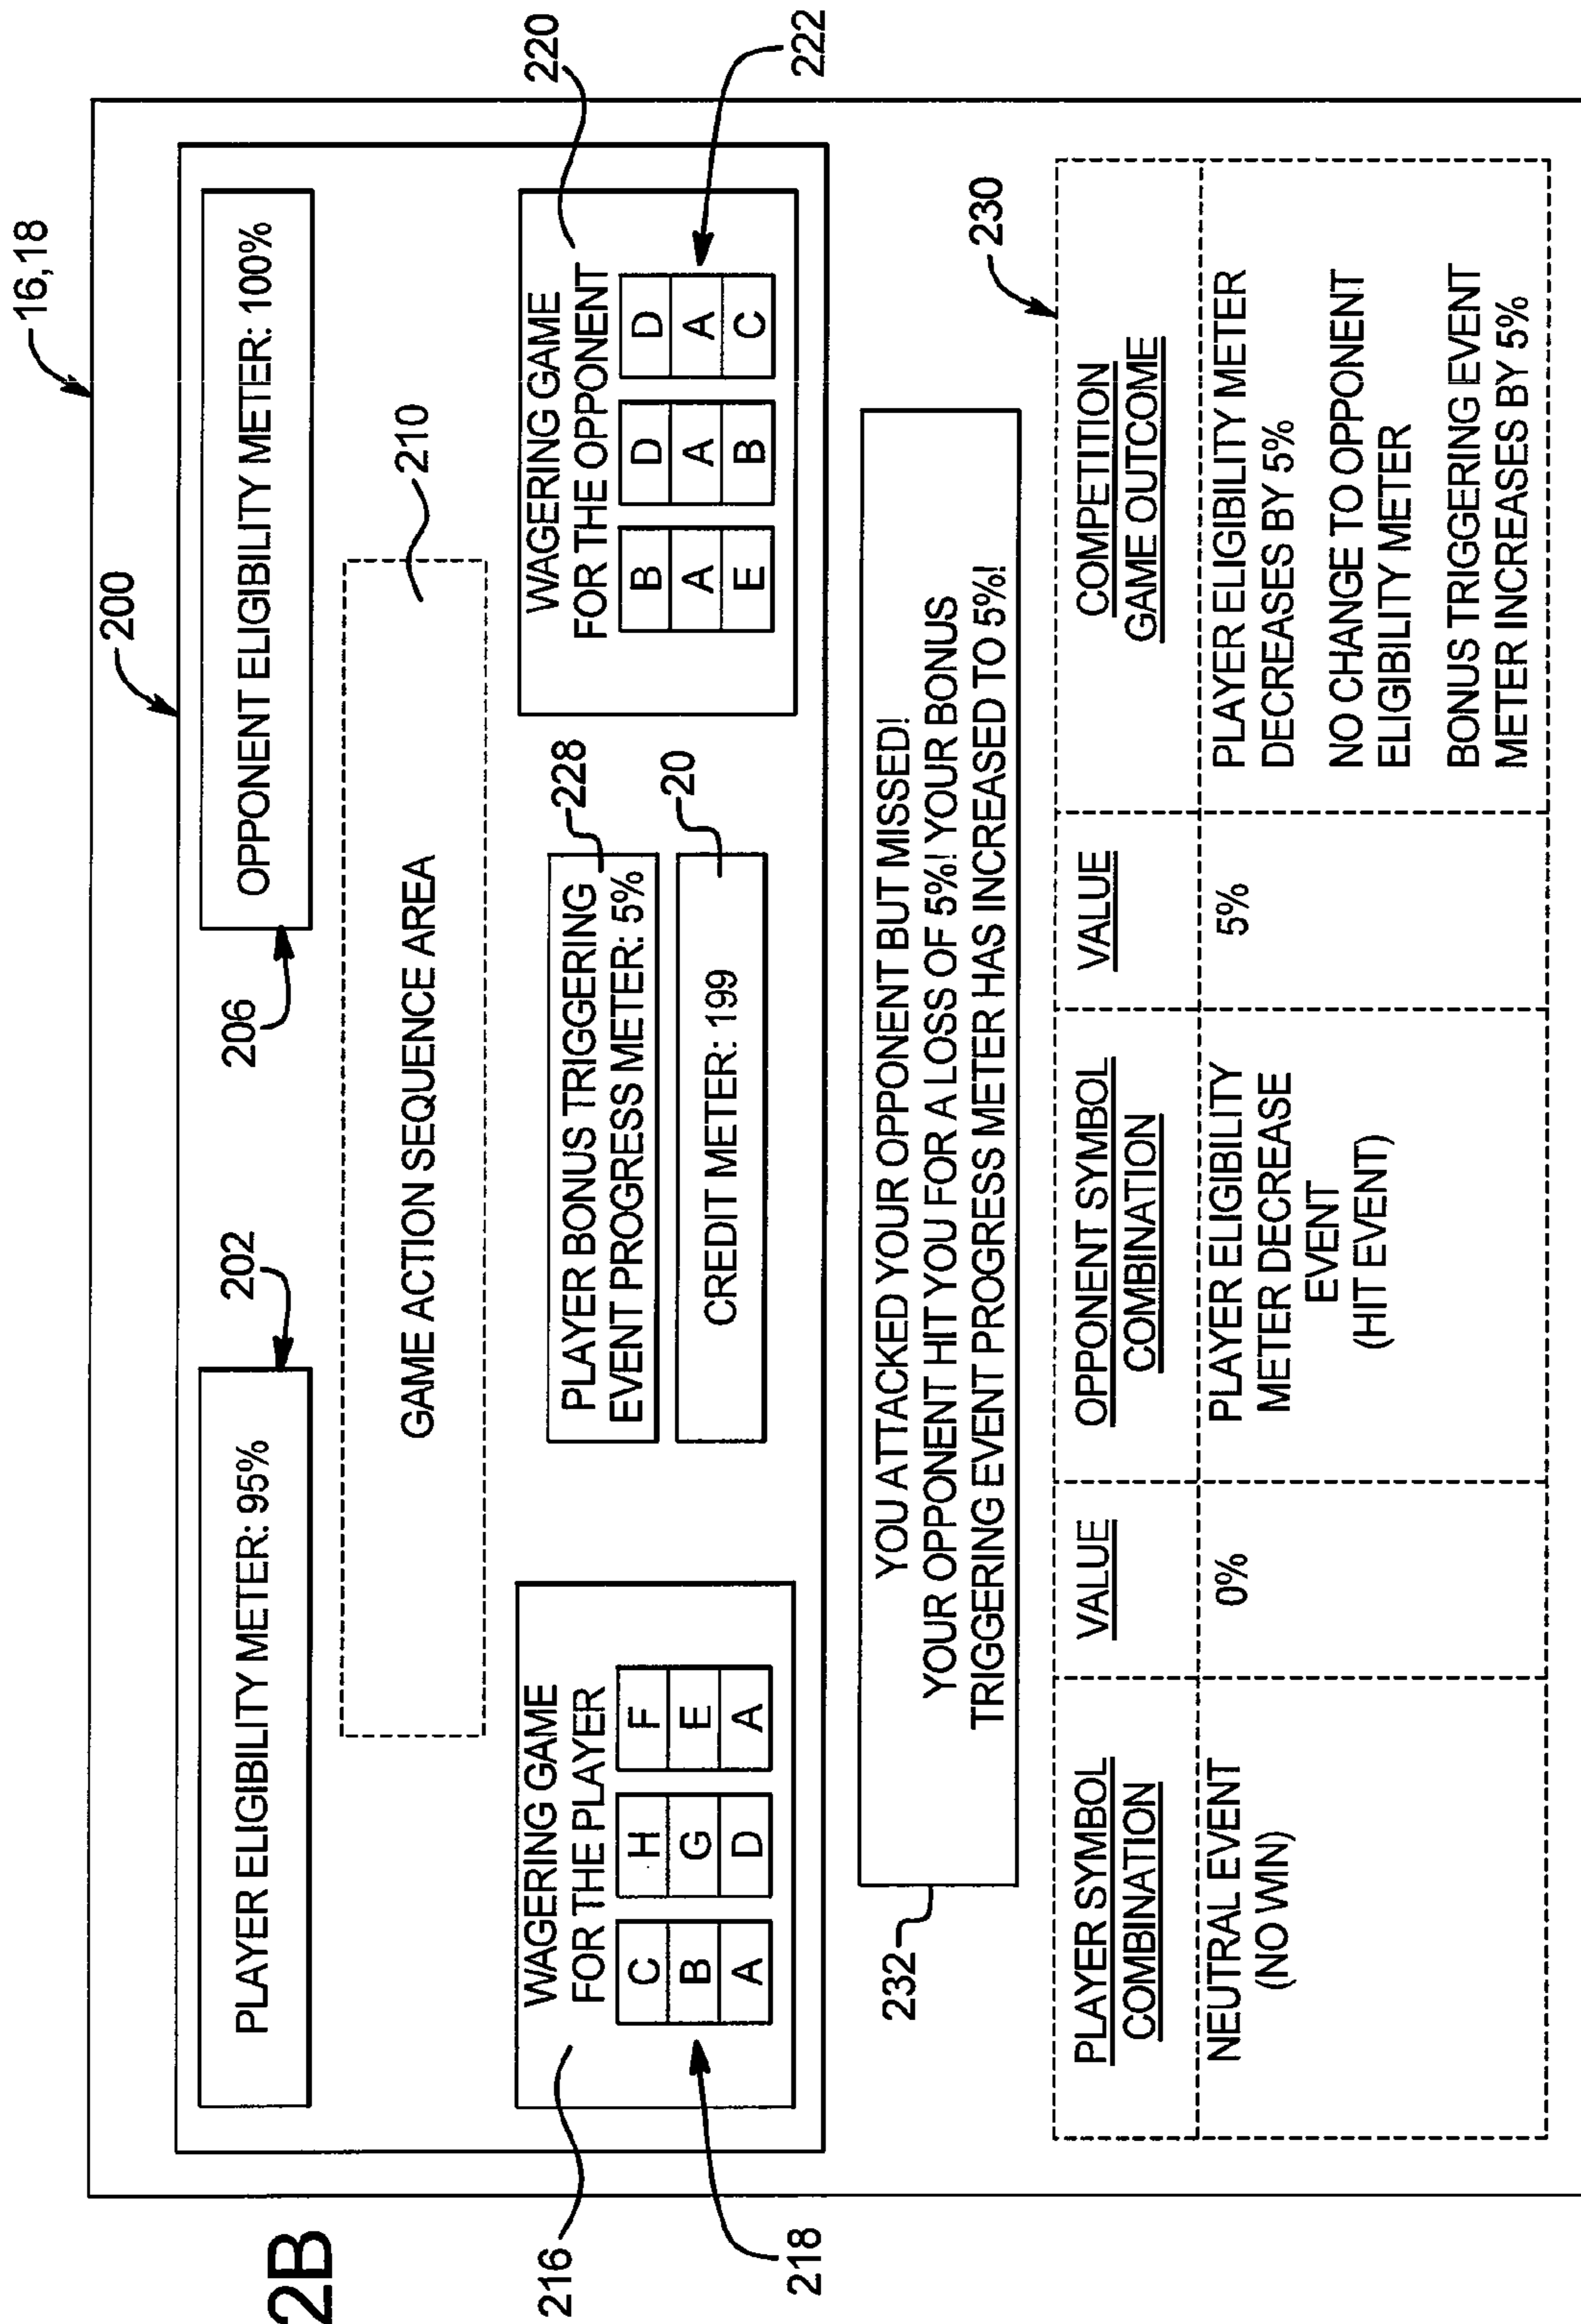 2B
16,18
200
PLAYER ELIGIBILITY METER: 95%
202
206
OPPONENT ELIGIBILITY METER: 100%
GAME ACTION SEQUENCE AREA
210
216
WAGERING GAME
FOR THE PLAYER
C H F
B G E
A D A
218
PLAYER BONUS TRIGGERING
EVENT PROGRESS METER: 5%
228
CREDIT METER: 199
20
WAGERING GAME
FOR THE OPPONENT
B D D
A A A
E B C
220
222
232
YOU ATTACKED YOUR OPPONENT BUT MISSED!
YOUR OPPONENT HIT YOU FOR A LOSS OF 5%! YOUR BONUS
TRIGGERING EVENT PROGRESS METER HAS INCREASED TO 5%!
230
PLAYER SYMBOL
COMBINATION
VALUE
OPPONENT SYMBOL
COMBINATION
VALUE
COMPETITION
GAME OUTCOME
NEUTRAL EVENT
(NO WIN)
0%
PLAYER ELIGIBILITY
METER DECREASE
EVENT
(HIT EVENT)
5%
PLAYER ELIGIBILITY METER
DECREASES BY 5%
NO CHANGE TO OPPONENT
ELIGIBILITY METER
BONUS TRIGGERING EVENT
METER INCREASES BY 5%